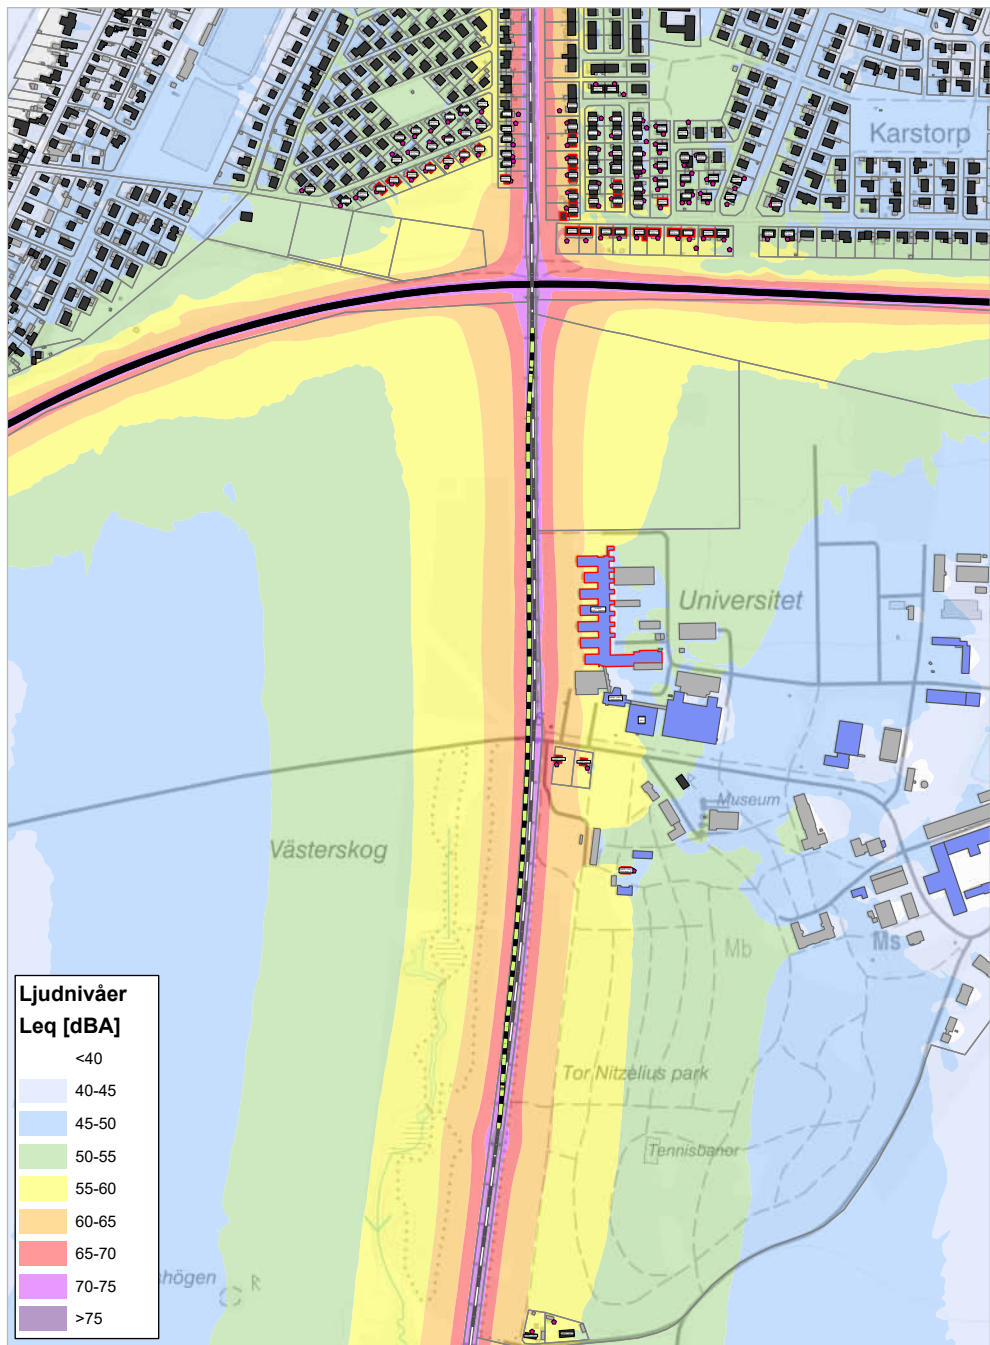 Karstorp
Universitet
Museum
Västerskog
Mb
Ms
Tor Nitzelius park
Tennisbanor
högen
R
Ljudnivåer
Leq [dBA]
<40
40-45
45-50
50-55
55-60
60-65
65-70
70-75
>75